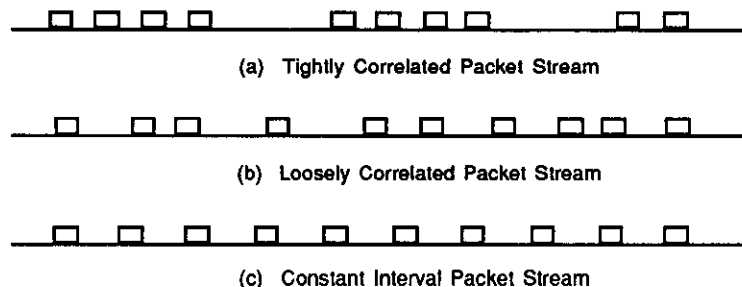 (a) Tightly Correlated Packet Stream
(b) Loosely Correlated Packet Stream
(c) Constant Interval Packet Stream